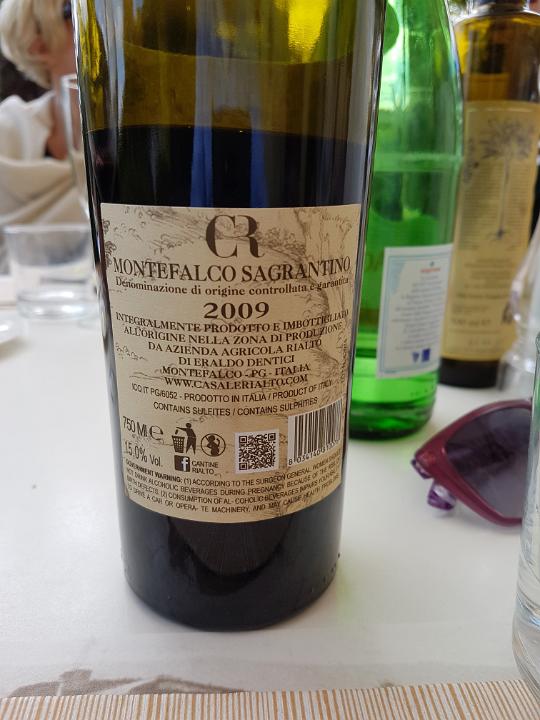 CR
MONTEFALCO SAGRANTINO
Denominazione di origine controllata e garantita
2009
INTEGRALMENTE PRODOTTO E IMBOTTIGLIATO
ALL'ORIGINE NELLA ZONA DI PRODUZIONE
DA AZIENDA AGRICOLA RIALTO
DI ERALDO DENTICI
MONTEFALCO - PG - ITALIA
WWW.CASALERIALTO.COM
ICQ IT PG/6052 - PRODOTTO IN ITALIA / PRODUCT OF ITALY
CONTAINS SULFITES / CONTAINS SULPHITES
750 Ml e
15.0% Vol.
f CANTINE
RIALTO
GOVERNMENT WARNING: (1) ACCORDING TO THE SURGEON GENERAL, WOMEN SHOULD
NOT DRINK ALCOHOLIC BEVERAGES DURING PREGNANCY BECAUSE OF THE RISK OF
BIRTH DEFECTS. (2) CONSUMPTION OF AL- COHOLIC BEVERAGES IMPAIRS YOUR
TO DRIVE A CAR OR OPERA- TE MACHINERY, AND MAY CAUSE HEALTH